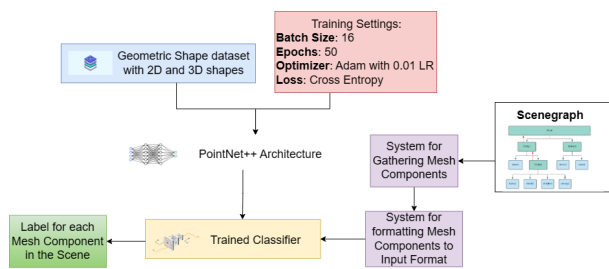 Geometric Shape dataset
with 2D and 3D shapes
Training Settings:
Batch Size: 16
Epochs: 50
Optimizer: Adam with 0.01 LR
Loss: Cross Entropy
PointNet++ Architecture
Scenegraph
System for
Gathering Mesh
Components
System for
formatting Mesh
Components to
Input Format
Trained Classifier
Label for each
Mesh Component
in the Scene